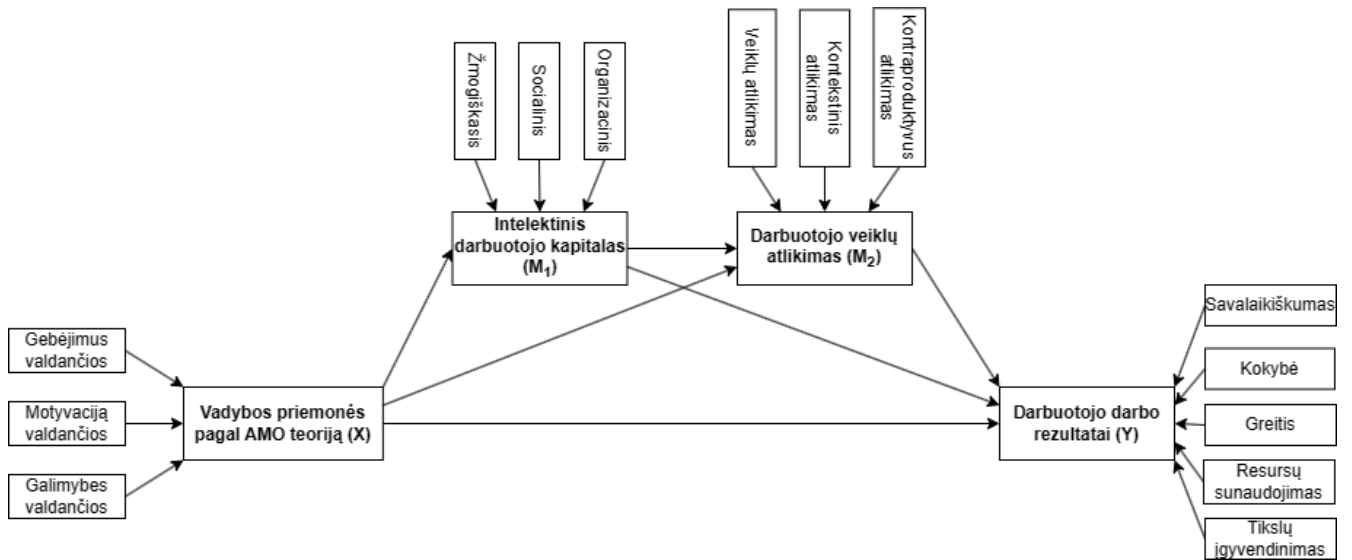 Žmogiškasis
Socialinis
Organizacinis
Veiklų atlikimas
Kontekstinis
atlikimas
Kontraproduktyvus
atlikimas
Intelektinis
darbuotojo kapitalas
(M1)
Darbuotojo veiklų
atlikimas (M2)
Gebėjimus
valdančios
Motyvaciją
valdančios
Galimybes
valdančios
Vadybos priemonės
pagal AMO teoriją (X)
Darbuotojo darbo
rezultatai (Y)
Savalaikiškumas
Kokybė
Greitis
Resursų
sunaudojimas
Tikslų
įgyvendinimas